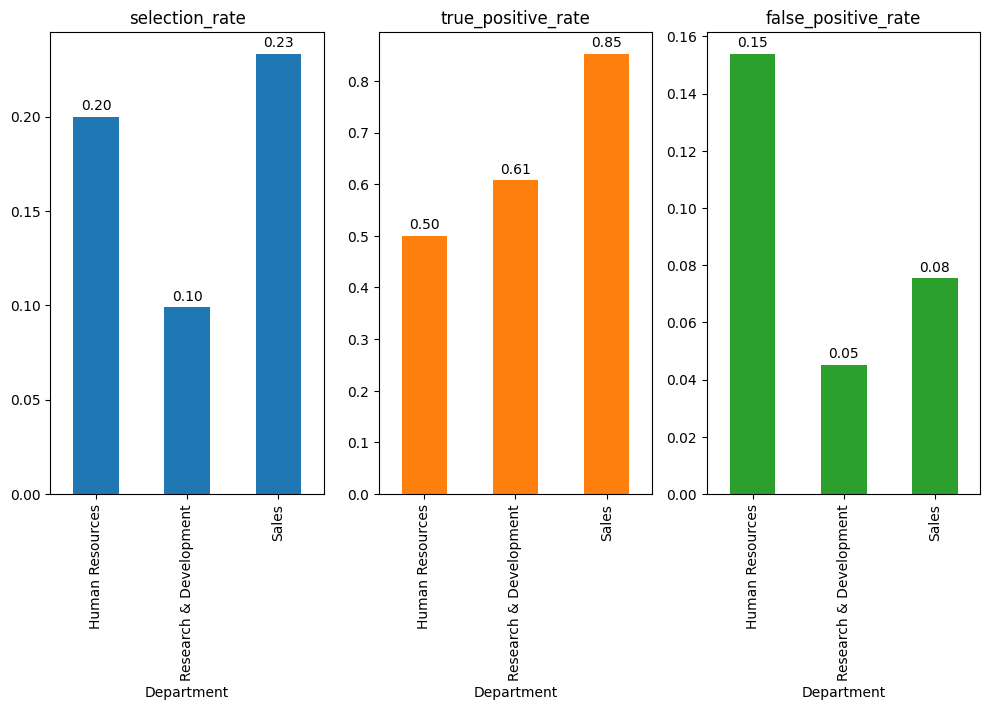 selection_rate
0.20
0.10
0.23
0.20
0.15
0.10
0.05
0.00
Human Resources
Research & Development
Sales
Department
true_positive_rate
0.50
0.61
0.85
0.8
0.7
0.6
0.5
0.4
0.3
0.2
0.1
0.0
Human Resources
Research & Development
Sales
Department
false_positive_rate
0.15
0.05
0.08
0.16
0.14
0.12
0.10
0.08
0.06
0.04
0.02
0.00
Human Resources
Research & Development
Sales
Department